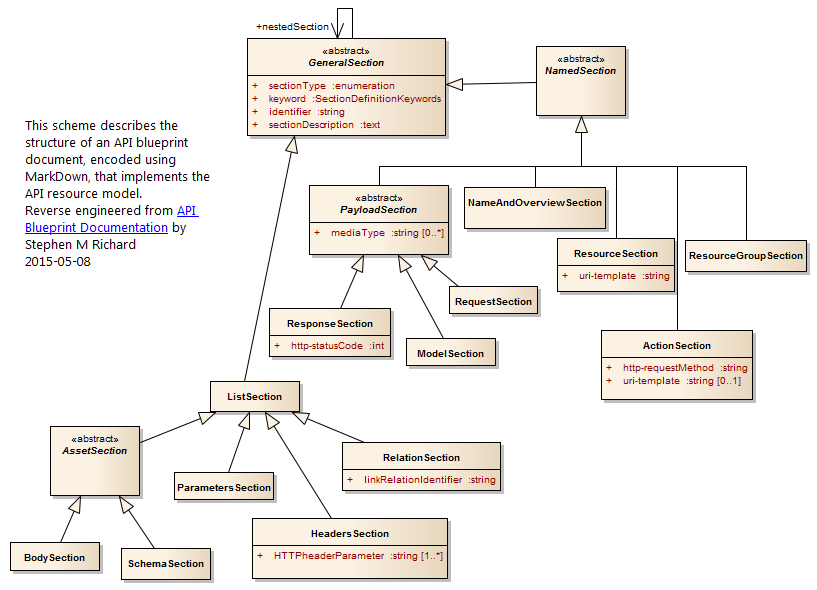 +nestedSection
«abstract»
GeneralSection
+ sectionType :enumeration
+ keyword :SectionDefinitionKeywords
+ identifier :string
+ sectionDescription :text
«abstract»
NamedSection
This scheme describes the
structure of an API blueprint
document, encoded using
MarkDown, that implements the
API resource model.
Reverse engineered from API
Blueprint Documentation by
Stephen M Richard
2015-05-08
«abstract»
PayloadSection
+ mediaType :string [0..*]
NameAndOverviewSection
ResourceSection
+ uri-template :string
ResourceGroupSection
RequestSection
ResponseSection
+ http-statusCode :int
ModelSection
ActionSection
+ http-requestMethod :string
+ uri-template :string [0..1]
ListSection
«abstract»
AssetSection
ParametersSection
RelationSection
+ linkRelationIdentifier :string
HeadersSection
+ HTTPheaderParameter :string [1..*]
BodySection
SchemaSection